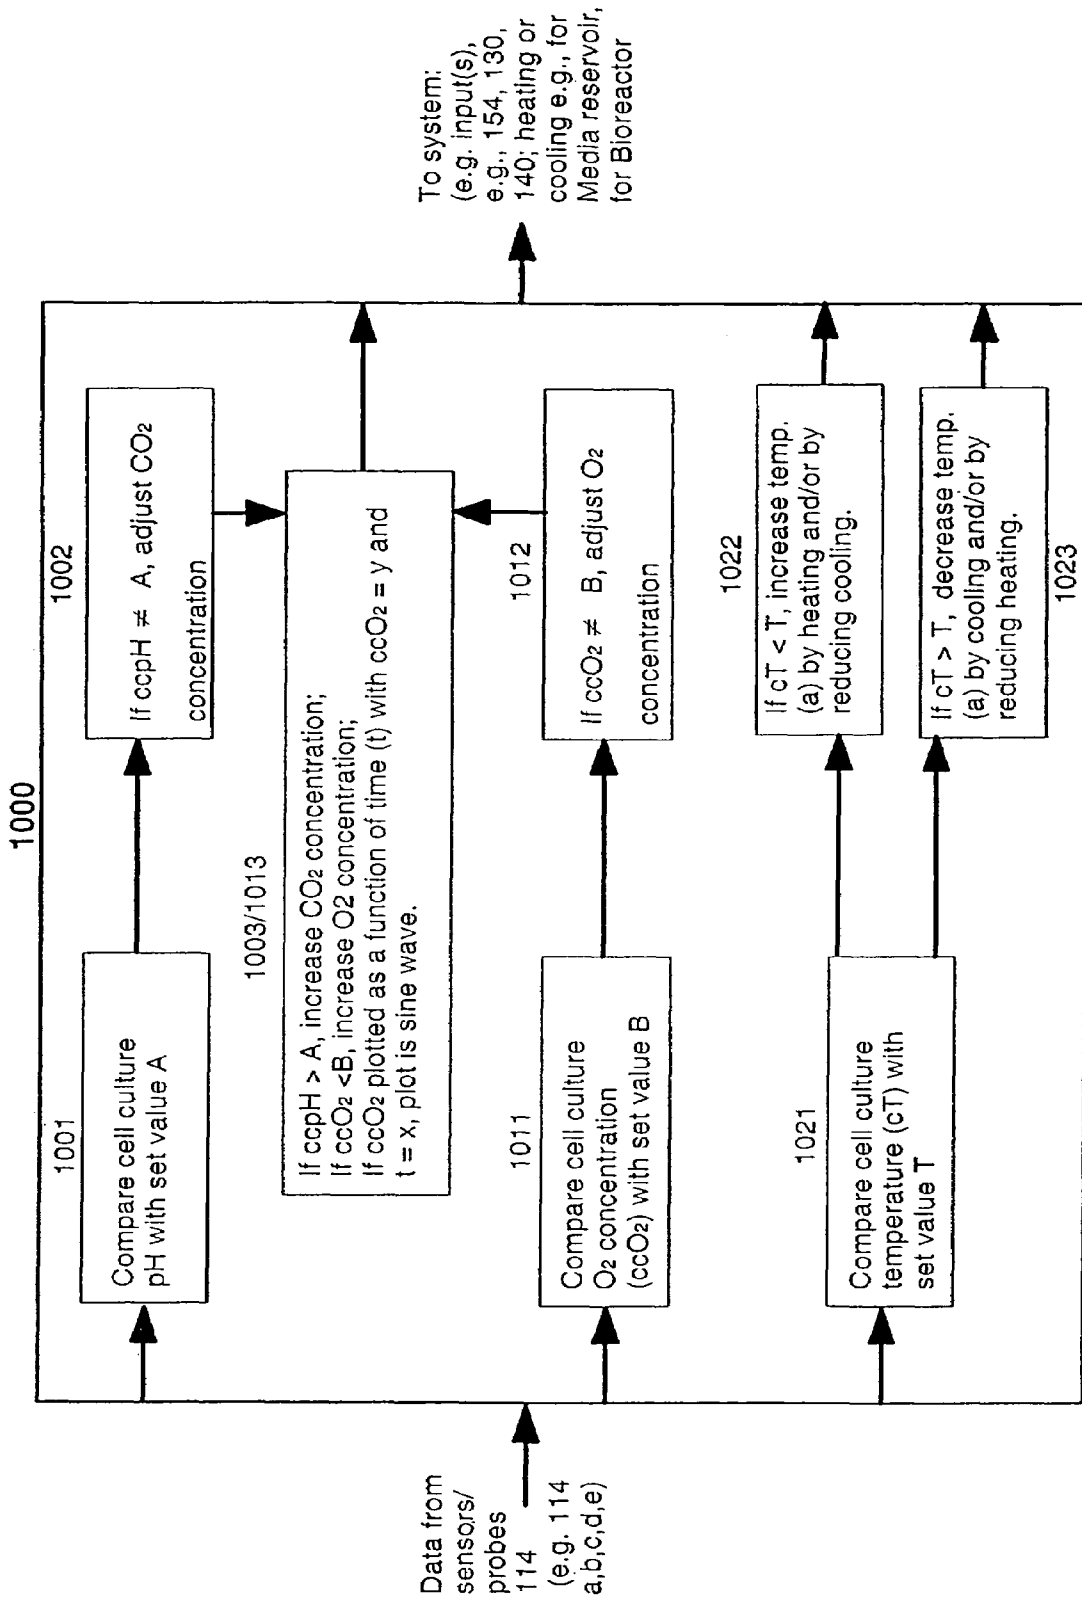 1000
Data from
sensors/
probes
114
(e.g. 114
a,b,c,d,e)
1001
Compare cell culture
pH with set value A
1002
If ccpH ≠ A, adjust CO2
concentration
1003/1013
If ccpH > A, increase CO2 concentration;
If ccO2 <B, increase O2 concentration;
If ccO2 plotted as a function of time (t) with ccO2 = y and
t = x, plot is sine wave.
1011
Compare cell culture
O2 concentration
(ccO2) with set value B
1012
If ccO2 ≠ B, adjust O2
concentration
1021
Compare cell culture
temperature (cT) with
set value T
1022
If cT < T, increase temp.
(a) by heating and/or by
reducing cooling.
If cT > T, decrease temp.
(a) by cooling and/or by
reducing heating.
1023
To system:
(e.g. input(s),
e.g., 154, 130,
140; heating or
cooling e.g., for
Media reservoir,
for Bioreactor